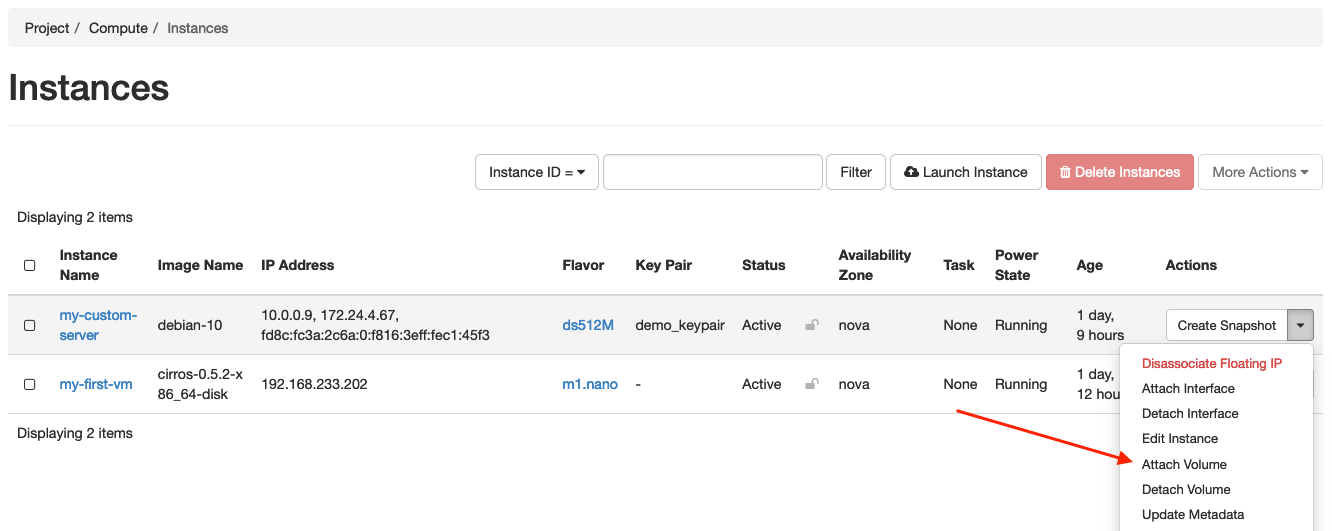 Project / Compute / Instances
Instances
Instance ID = Filter Launch Instance Delete Instances More Actions
Displaying 2 items
Instance Name Image Name IP Address Flavor Key Pair Status Availability Zone Task Power State Age Actions
my-custom-
server
debian-10
10.0.0.9, 172.24.4.67,
fd8c:fc3a:2c6a:0:f816:3eff:fec1:45f3
ds512M demo_keypair Active nova None Running
1 day,
9 hours
Create Snapshot
my-first-vm
cirros-0.5.2-x
86_64-disk
192.168.233.202 m1.nano - Active nova None Running
1 day,
12 hou
Displaying 2 items
Disassociate Floating IP
Attach Interface
Detach Interface
Edit Instance
Attach Volume
Detach Volume
Update Metadata